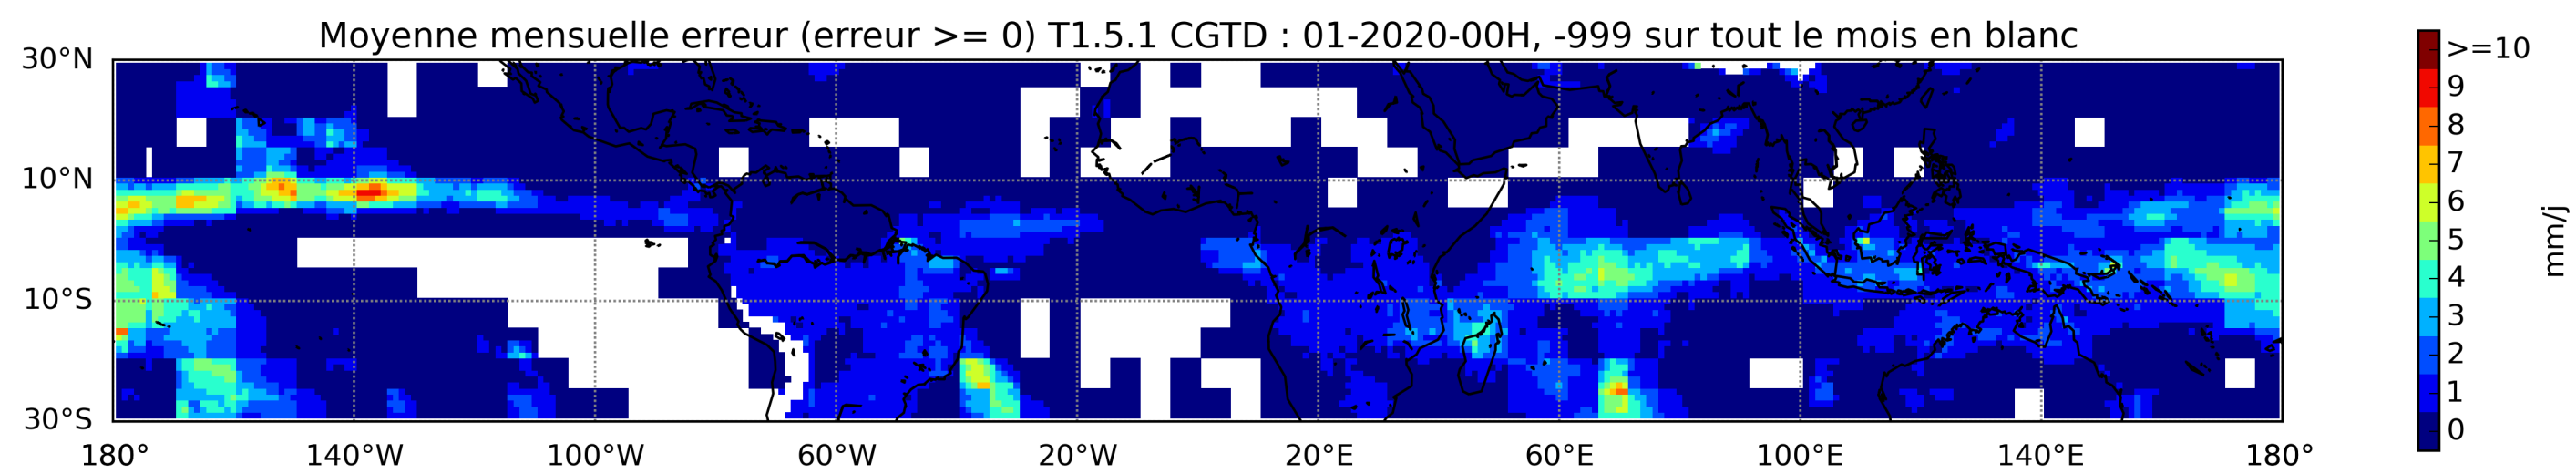 Moyenne mensuelle erreur (erreur >= 0) T1.5.1 CGTD : 01-2020-00H, -999 sur tout le mois en blanc
30°N
10°N
10°S
30°S
180° 140°W 100°W 60°W 20°W 20°E 60°E 100°E 140°E 180°
>=10
9
8
7
6
5
4
3
2
1
0
mm/j